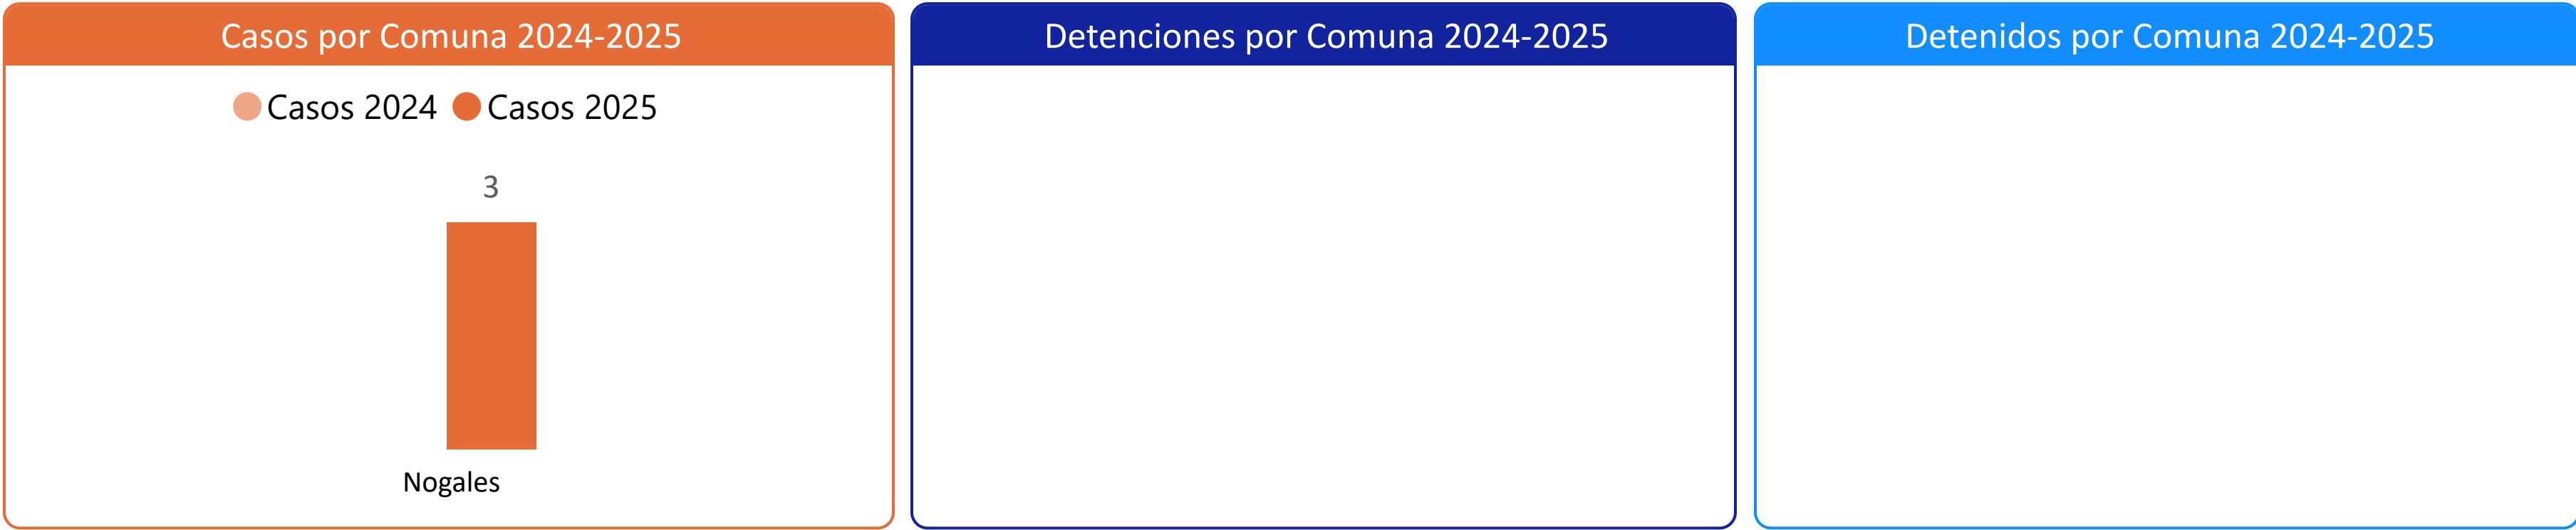 Casos por Comuna 2024-2025
Casos 2024 Casos 2025
3
Nogales
Detenciones por Comuna 2024-2025
Detenidos por Comuna 2024-2025